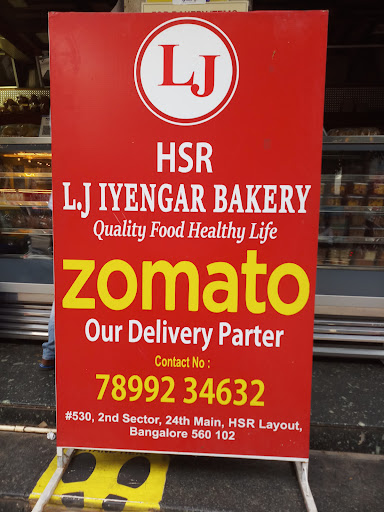 LJ
HSR
L.J IYENGAR BAKERY
Quality Food Healthy Life
zomato
Our Delivery Parter
Contact No :
78992 34632
#530, 2nd Sector, 24th Main, HSR Layout,
Bangalore 560 102